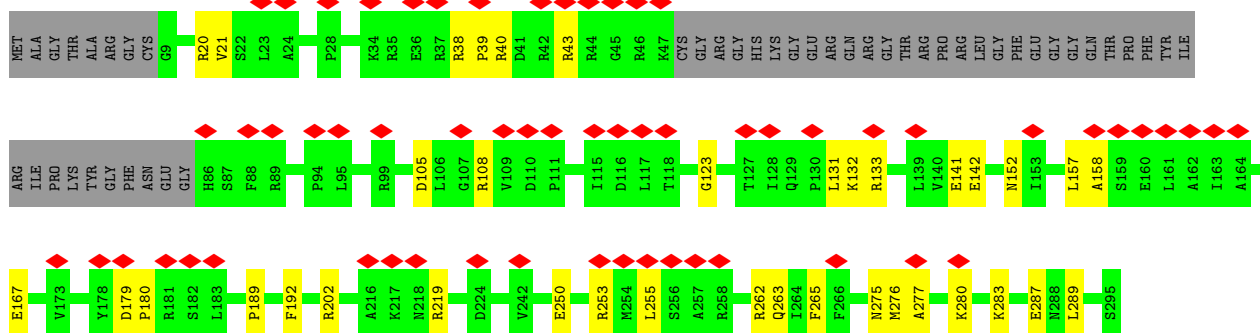 MET ALA GLY THR ALA ARG GLY CYS G9 R20 V21 S22 L23 A24 P28 K34 R35 E36 R37 R38 P39 R40 D41 R42 R43 R44 G45 R46 K47 CYS GLY ARG GLY HIS LYS GLY GLU ARG GLN ARG GLY THR ARG PRO ARG LEU GLY PHE GLU GLY GLY GLN THR PRO PHE TYR ILE
ARG ILE PRO LYS TYR GLY PHE ASN GLU GLY H86 S87 F88 R89 P94 L95 R99 D105 L106 G107 R108 V109 D110 P111 I115 D116 L117 T118 G123 T127 I128 Q129 P130 L131 K132 R133 L139 V140 E141 E142 N152 I153 L157 A158 S159 E160 L161 A162 I163 A164
E167 V173 Y178 D179 P180 R181 S182 L183 P189 F192 R202 A216 K217 N218 R219 D224 V242 E250 R253 M254 L255 S256 A257 R258 R262 Q263 I264 F265 F266 N275 M276 A277 K280 K283 E287 N288 L289 S295